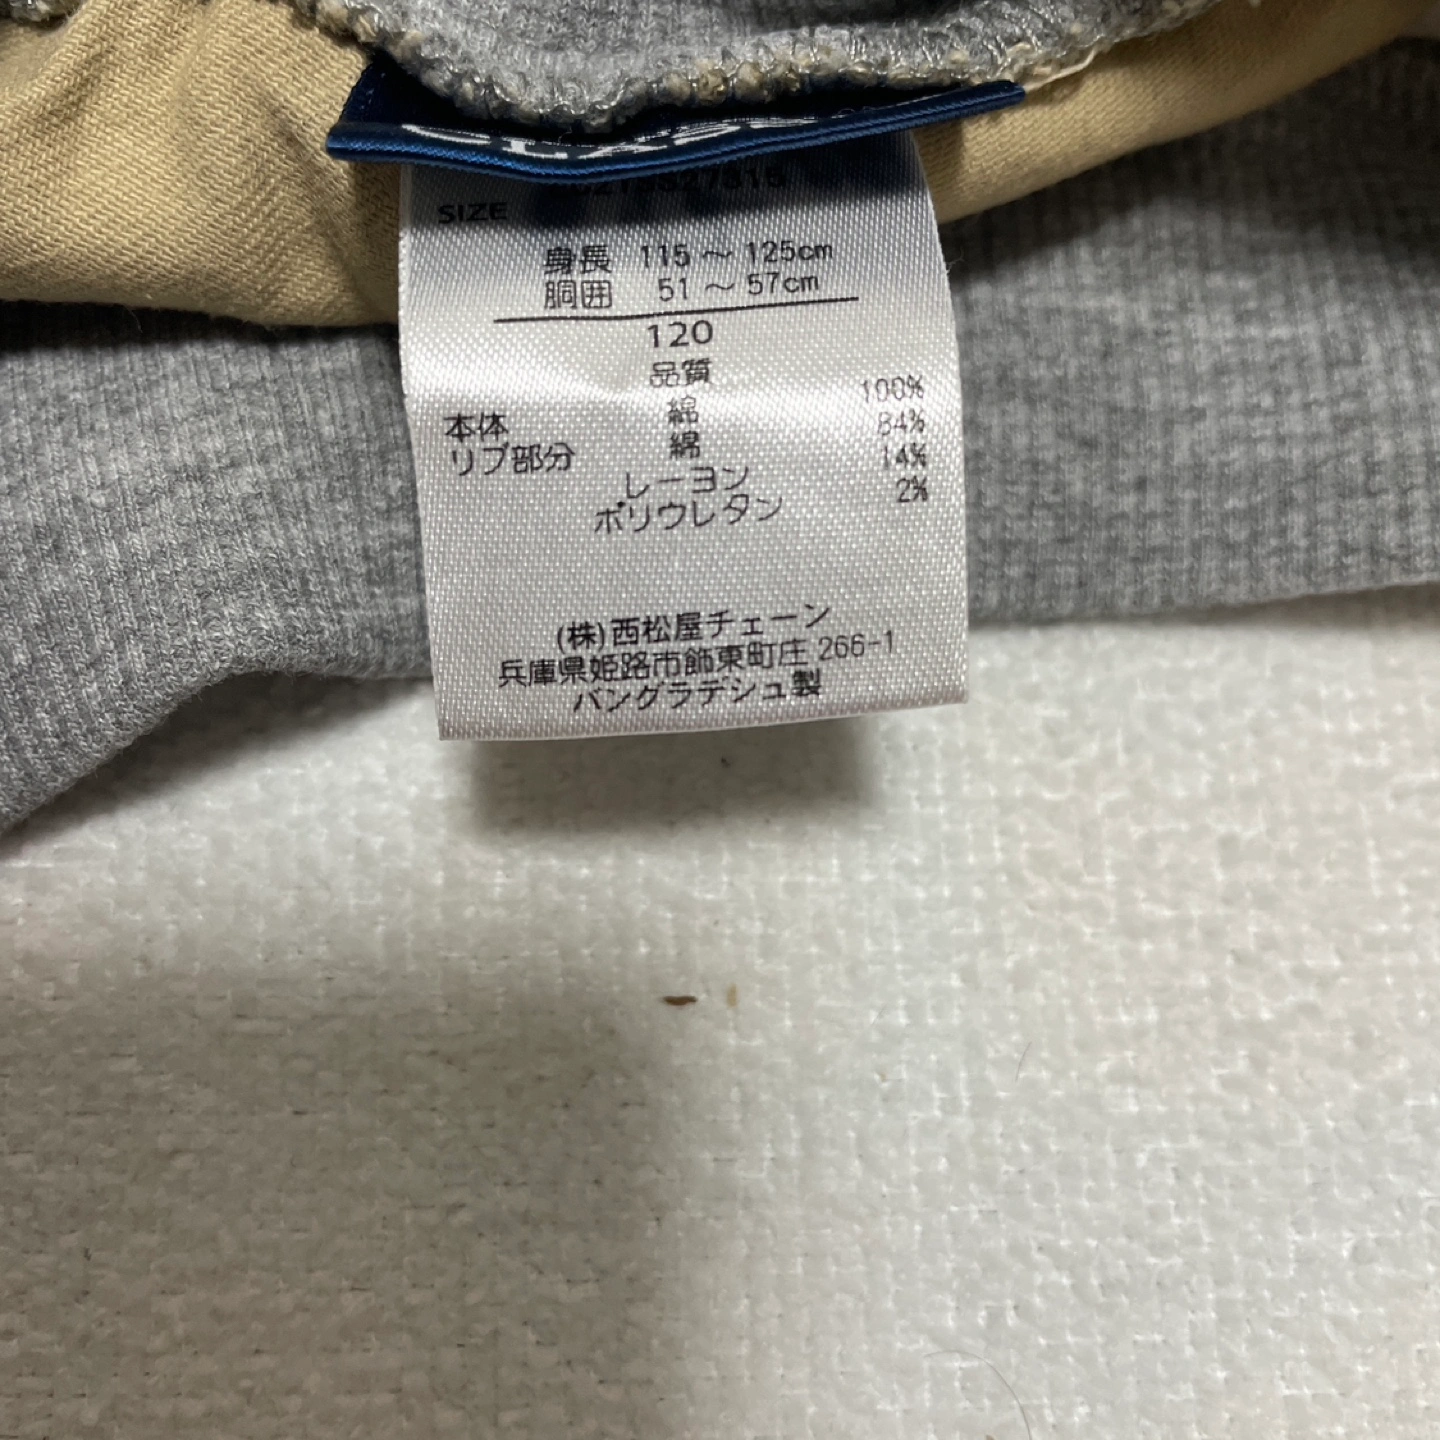 SIZE
身長 115 ～ 125cm
胴囲 51 ～ 57cm
120
品質
本体 綿 100%
リブ部分 綿 84%
レーヨン 14%
ポリウレタン 2%
(株)西松屋チェーン
兵庫県姫路市飾東町庄 266-1
バングラデシュ製